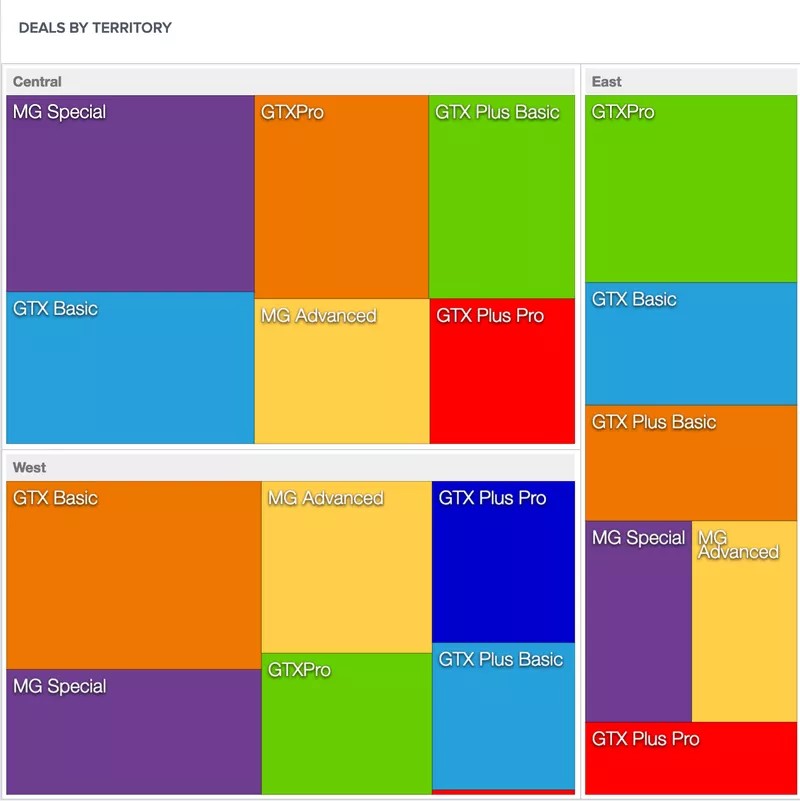 DEALS BY TERRITORY
Central
MG Special
GTXPro
GTX Plus Basic
GTX Basic
MG Advanced
GTX Plus Pro
East
GTXPro
GTX Basic
GTX Plus Basic
MG Special
MG
Advanced
GTX Plus Pro
West
GTX Basic
MG Advanced
GTX Plus Pro
MG Special
GTXPro
GTX Plus Basic